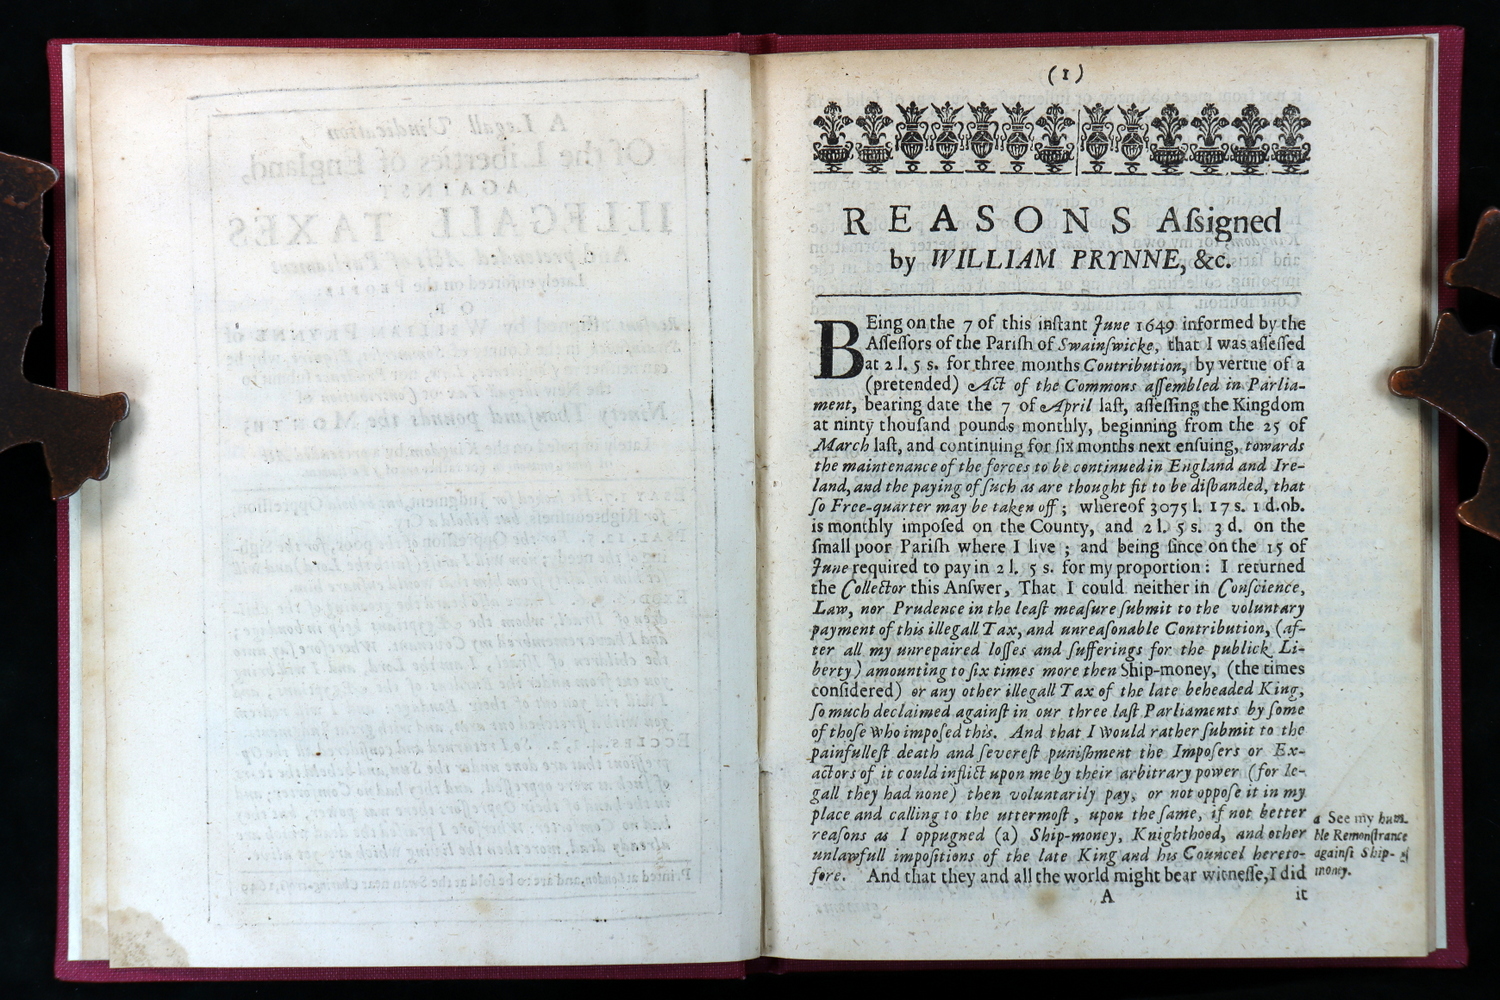 (1)
REASONS Aſsigned
by WILLIAM PRYNNE, &c.
BEing on the 7 of this inſtant June 1649 informed by the
Aſſeſſors of the Pariſh of Swainſwicke, that I was aſſeſſed
at 2 l. 5 s. for three months Contribution, by vertue of a
(pretended) Act of the Commons aſſembled in Parlia-
ment, bearing date the 7 of April laſt, aſſeſſing the Kingdom
at ninty thouſand pounds monthly, beginning from the 25 of
March laſt, and continuing for ſix months next enſuing, towards
the maintenance of the forces to be continued in England and Ire-
land, and the paying of ſuch as are thought fit to be diſbanded, that
ſo Free-quarter may be taken off; whereof 3075 l. 17 s. 1 d. ob.
is monthly impoſed on the County, and 2 l. 5 s. 3 d. on the
ſmall poor Pariſh where I live; and being ſince on the 15 of
June required to pay in 2 l. 5 s. for my proportion: I returned
the Collector this Anſwer, That I could neither in Conſcience,
Law, nor Prudence in the leaſt meaſure ſubmit to the voluntary
payment of this illegall Tax, and unreaſonable Contribution, (af-
ter all my unrepaired loſſes and ſufferings for the publick Li-
berty) amounting to ſix times more then Ship-money, (the times
conſidered) or any other illegall Tax of the late beheaded King,
ſo much declaimed againſt in our three laſt Parliaments by ſome
of thoſe who impoſed this. And that I would rather ſubmit to the
painfulleſt death and ſevereſt puniſhment the Impoſers or Ex-
actors of it could inflict upon me by their arbitrary power (for le-
gall they had none) then voluntarily pay, or not oppoſe it in my
place and calling to the uttermoſt, upon the ſame, if not better
reaſons as I oppugned (a) Ship-money, Knighthood, and other
unlawfull impoſitions of the late King and his Councel hereto-
fore. And that they and all the world might bear witneſſe, I did
a See my hum-
ble Remonſtrance
againſt Ship-
money.
A it